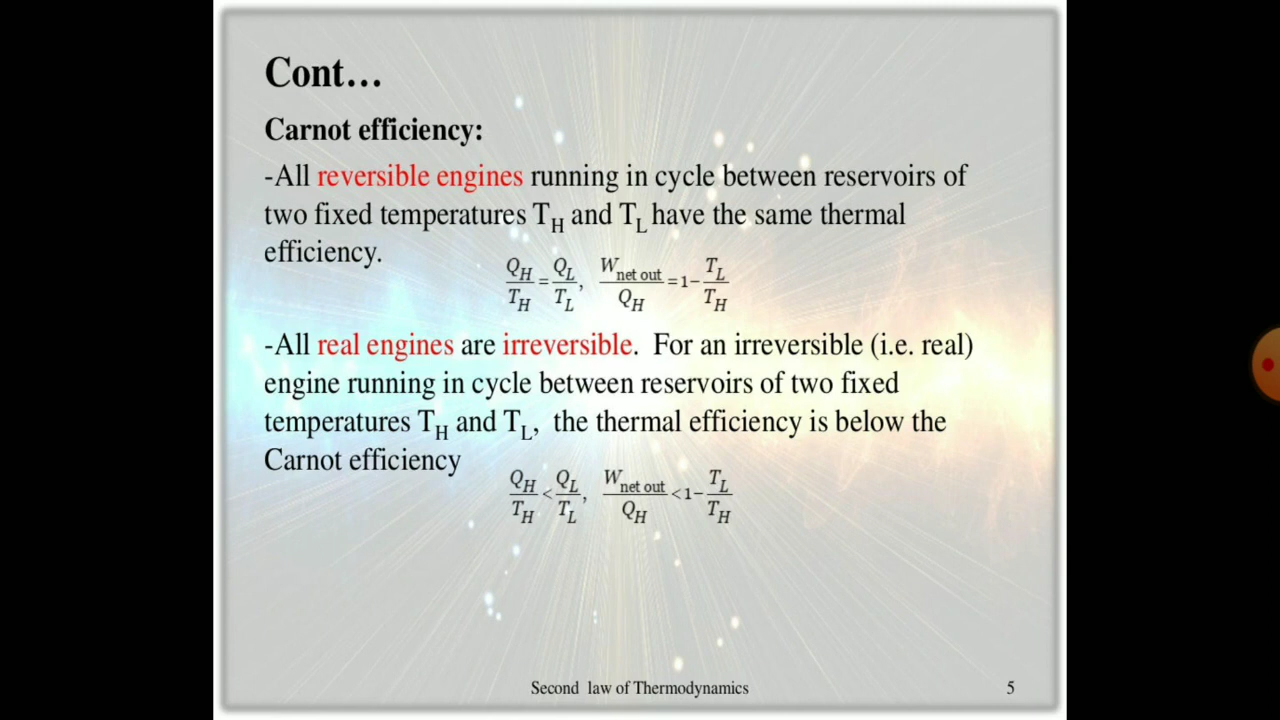 Cont…
Carnot efficiency:
-All reversible engines running in cycle between reservoirs of
two fixed temperatures T_H and T_L have the same thermal
efficiency.
Q_H/T_H = Q_L/T_L, W_net out/Q_H = 1 − T_L/T_H
-All real engines are irreversible. For an irreversible (i.e. real)
engine running in cycle between reservoirs of two fixed
temperatures T_H and T_L, the thermal efficiency is below the
Carnot efficiency
Q_H/T_H < Q_L/T_L, W_net out/Q_H < 1 − T_L/T_H
Second law of Thermodynamics 5